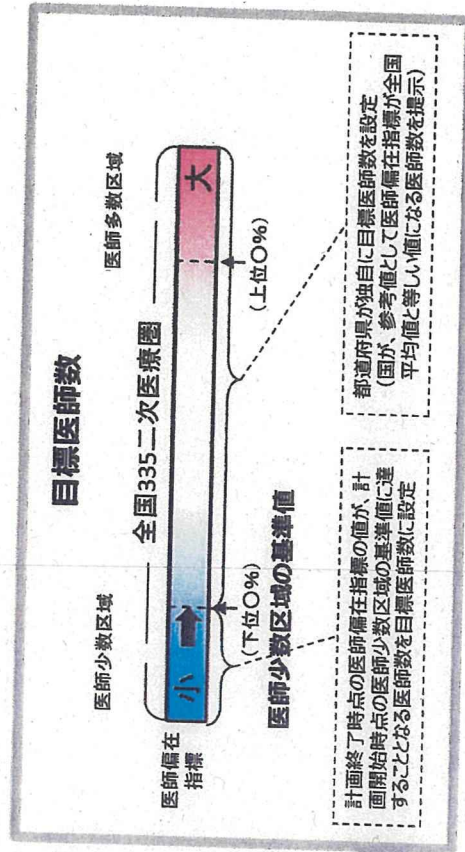 目標医師数
医師少数区域
全国335二次医療圏
医師多数区域
医師偏在
指標
小
大
(下位〇%)
(上位〇%)
医師少数区域の基準値
計画終了時点の医師偏在指標の値が、計
画開始時点の医師少数区域の基準値に達
することとなる医師数を目標医師数に設定
都道府県が独自に目標医師数を設定
(国が、参考値として医師偏在指標が全国
平均値と等しい値になる医師数を提示)